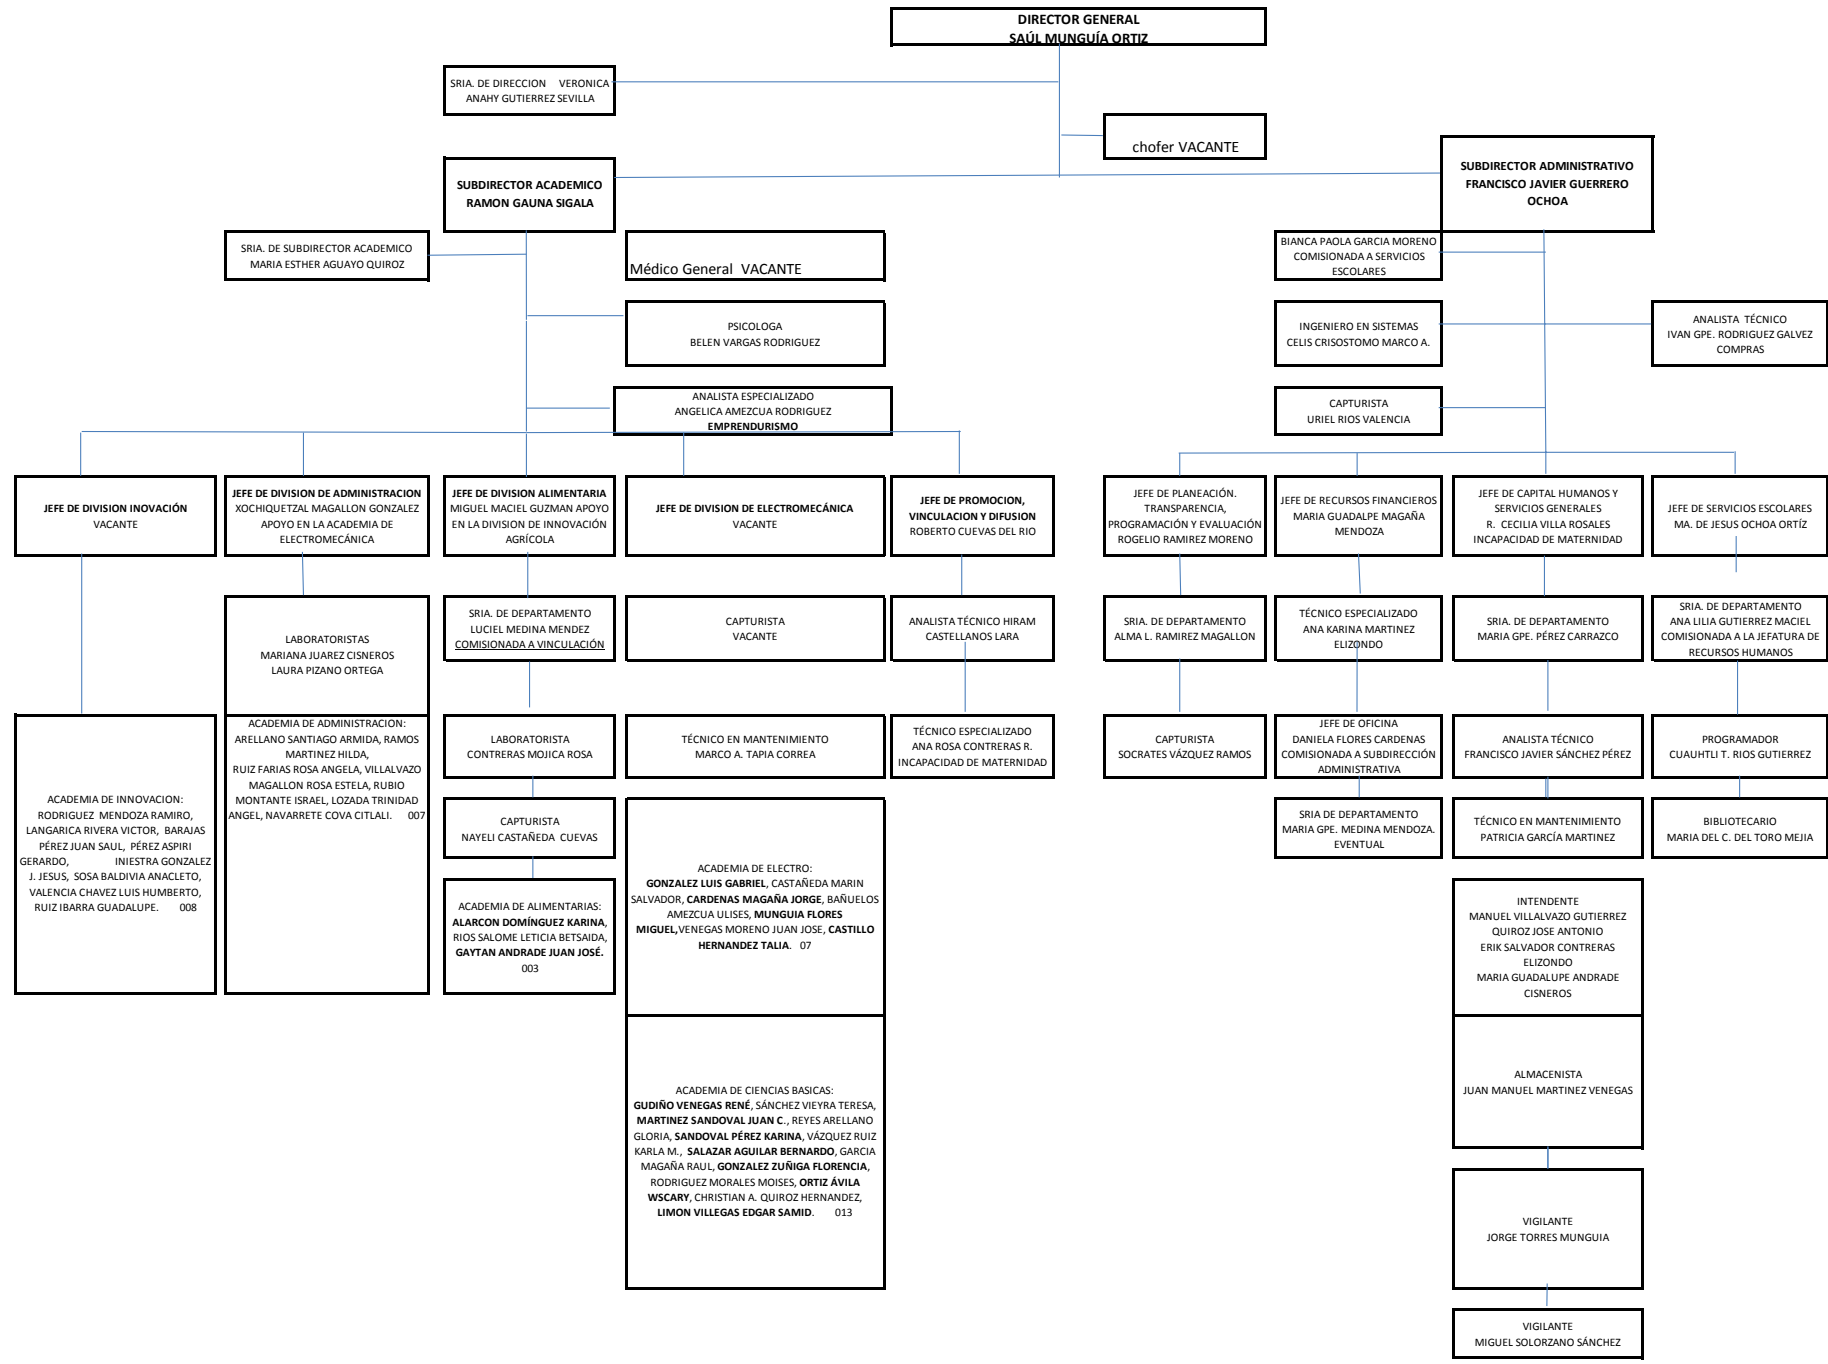 DIRECTOR GENERAL
SAÚL MUNGUÍA ORTIZ
SRIA. DE DIRECCION VERONICA
ANAHY GUTIERREZ SEVILLA
chofer VACANTE
SUBDIRECTOR ACADEMICO
RAMON GAUNA SIGALA
SUBDIRECTOR ADMINISTRATIVO
FRANCISCO JAVIER GUERRERO
OCHOA
SRIA. DE SUBDIRECTOR ACADEMICO
MARIA ESTHER AGUAYO QUIROZ
Médico General VACANTE
BIANCA PAOLA GARCIA MORENO
COMISIONADA A SERVICIOS
ESCOLARES
PSICOLOGA
BELEN VARGAS RODRIGUEZ
INGENIERO EN SISTEMAS
CELIS CRISOSTOMO MARCO A.
ANALISTA TÉCNICO
IVAN GPE. RODRIGUEZ GALVEZ
COMPRAS
ANALISTA ESPECIALIZADO
ANGELICA AMEZCUA RODRIGUEZ
EMPRENDURISMO
CAPTURISTA
URIEL RIOS VALENCIA
JEFE DE DIVISION INOVACIÓN
VACANTE
JEFE DE DIVISION DE ADMINISTRACION
XOCHIQUETZAL MAGALLON GONZALEZ
APOYO EN LA ACADEMIA DE
ELECTROMECÁNICA
JEFE DE DIVISION ALIMENTARIA
MIGUEL MACIEL GUZMAN APOYO
EN LA DIVISION DE INNOVACIÓN
AGRÍCOLA
JEFE DE DIVISION DE ELECTROMECÁNICA
VACANTE
JEFE DE PROMOCION,
VINCULACION Y DIFUSION
ROBERTO CUEVAS DEL RIO
JEFE DE PLANEACIÓN.
TRANSPARENCIA,
PROGRAMACIÓN Y EVALUACIÓN
ROGELIO RAMIREZ MORENO
JEFE DE RECURSOS FINANCIEROS
MARIA GUADALPE MAGAÑA
MENDOZA
JEFE DE CAPITAL HUMANOS Y
SERVICIOS GENERALES
R. CECILIA VILLA ROSALES
INCAPACIDAD DE MATERNIDAD
JEFE DE SERVICIOS ESCOLARES
MA. DE JESUS OCHOA ORTÍZ
LABORATORISTAS
MARIANA JUAREZ CISNEROS
LAURA PIZANO ORTEGA
SRIA. DE DEPARTAMENTO
LUCIEL MEDINA MENDEZ
COMISIONADA A VINCULACIÓN
CAPTURISTA
VACANTE
ANALISTA TÉCNICO HIRAM
CASTELLANOS LARA
SRIA. DE DEPARTAMENTO
ALMA L. RAMIREZ MAGALLON
TÉCNICO ESPECIALIZADO
ANA KARINA MARTINEZ
ELIZONDO
SRIA. DE DEPARTAMENTO
MARIA GPE. PÉREZ CARRAZCO
SRIA. DE DEPARTAMENTO
ANA LILIA GUTIERREZ MACIEL
COMISIONADA A LA JEFATURA DE
RECURSOS HUMANOS
ACADEMIA DE INNOVACION:
RODRIGUEZ MENDOZA RAMIRO,
LANGARICA RIVERA VICTOR, BARAJAS
PÉREZ JUAN SAUL, PÉREZ ASPIRI
GERARDO, INIESTRA GONZALEZ
J. JESUS, SOSA BALDIVIA ANACLETO,
VALENCIA CHAVEZ LUIS HUMBERTO,
RUIZ IBARRA GUADALUPE. 008
ACADEMIA DE ADMINISTRACION:
ARELLANO SANTIAGO ARMIDA, RAMOS
MARTINEZ HILDA,
RUIZ FARIAS ROSA ANGELA, VILLALVAZO
MAGALLON ROSA ESTELA, RUBIO
MONTANTE ISRAEL, LOZADA TRINIDAD
ANGEL, NAVARRETE COVA CITLALI. 007
LABORATORISTA
CONTRERAS MOJICA ROSA
TÉCNICO EN MANTENIMIENTO
MARCO A. TAPIA CORREA
TÉCNICO ESPECIALIZADO
ANA ROSA CONTRERAS R.
INCAPACIDAD DE MATERNIDAD
CAPTURISTA
SOCRATES VÁZQUEZ RAMOS
JEFE DE OFICINA
DANIELA FLORES CARDENAS
COMISIONADA A SUBDIRECCIÓN
ADMINISTRATIVA
ANALISTA TÉCNICO
FRANCISCO JAVIER SÁNCHEZ PÉREZ
PROGRAMADOR
CUAUHTLI T. RIOS GUTIERREZ
CAPTURISTA
NAYELI CASTAÑEDA CUEVAS
SRIA DE DEPARTAMENTO
MARIA GPE. MEDINA MENDOZA.
EVENTUAL
TÉCNICO EN MANTENIMIENTO
PATRICIA GARCÍA MARTINEZ
BIBLIOTECARIO
MARIA DEL C. DEL TORO MEJIA
ACADEMIA DE ALIMENTARIAS:
ALARCON DOMÍNGUEZ KARINA,
RIOS SALOME LETICIA BETSAIDA,
GAYTAN ANDRADE JUAN JOSÉ.
003
ACADEMIA DE ELECTRO:
GONZALEZ LUIS GABRIEL, CASTAÑEDA MARIN
SALVADOR, CARDENAS MAGAÑA JORGE, BAÑUELOS
AMEZCUA ULISES, MUNGUIA FLORES
MIGUEL,VENEGAS MORENO JUAN JOSE, CASTILLO
HERNANDEZ TALIA. 07
INTENDENTE
MANUEL VILLALVAZO GUTIERREZ
QUIROZ JOSE ANTONIO
ERIK SALVADOR CONTRERAS
ELIZONDO
MARIA GUADALUPE ANDRADE
CISNEROS
ACADEMIA DE CIENCIAS BASICAS:
GUDIÑO VENEGAS RENÉ, SÁNCHEZ VIEYRA TERESA,
MARTINEZ SANDOVAL JUAN C., REYES ARELLANO
GLORIA, SANDOVAL PÉREZ KARINA, VÁZQUEZ RUIZ
KARLA M., SALAZAR AGUILAR BERNARDO, GARCIA
MAGAÑA RAUL, GONZALEZ ZUÑIGA FLORENCIA,
RODRIGUEZ MORALES MOISES, ORTIZ ÁVILA
WSCARY, CHRISTIAN A. QUIROZ HERNANDEZ,
LIMON VILLEGAS EDGAR SAMID. 013
ALMACENISTA
JUAN MANUEL MARTINEZ VENEGAS
VIGILANTE
JORGE TORRES MUNGUIA
VIGILANTE
MIGUEL SOLORZANO SÁNCHEZ